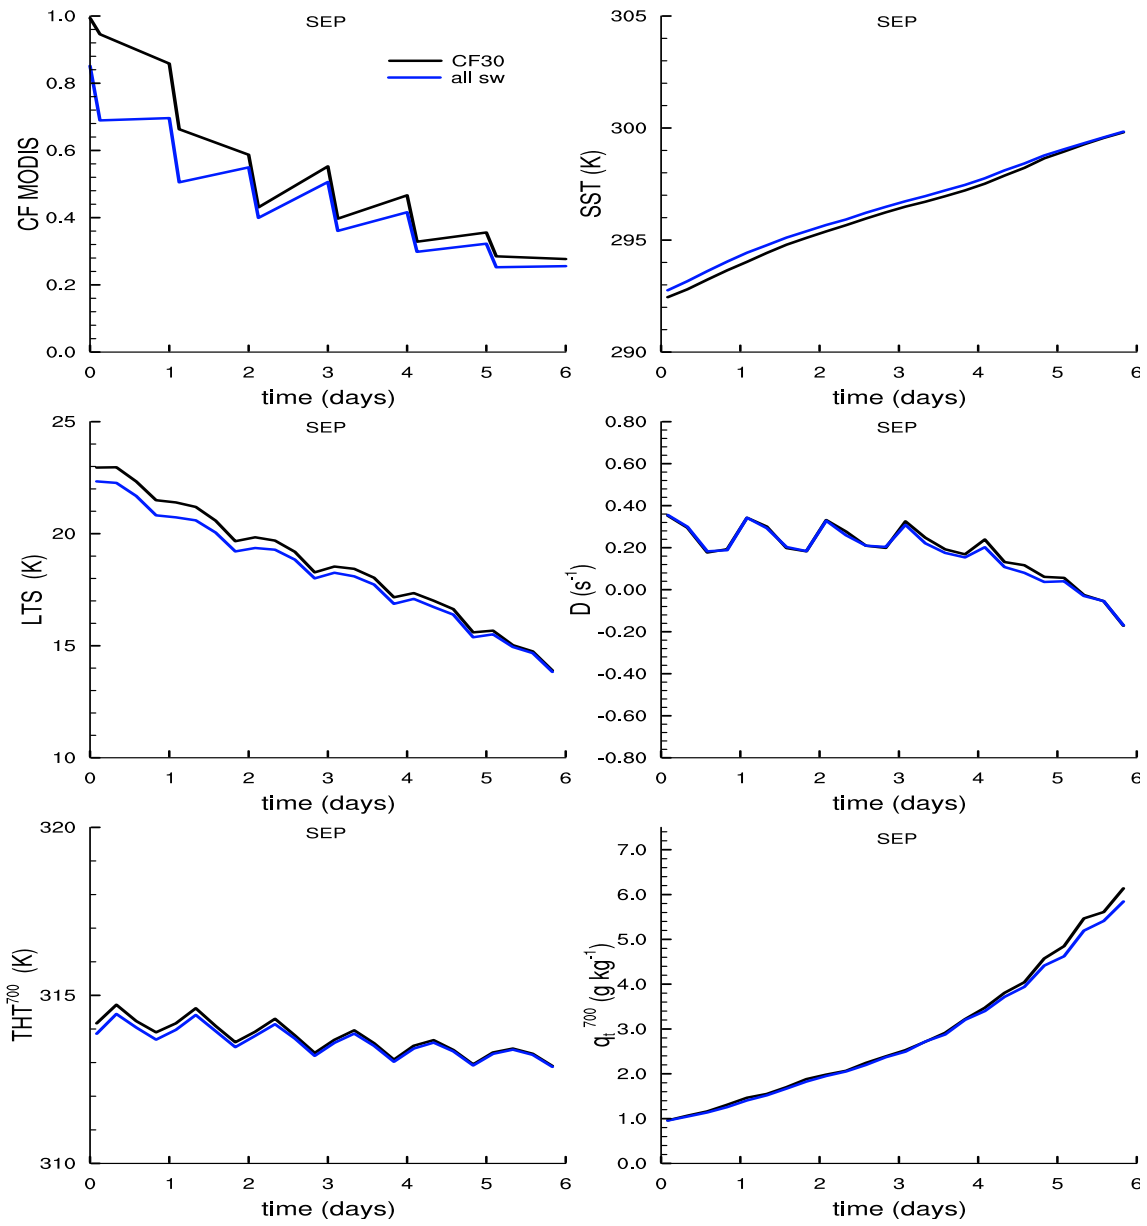 SEP
1.0
0.8
0.6
0.4
0.2
0.0
CF MODIS
CF30
all sw
0 1 2 3 4 5 6
time (days)
SEP
305
300
295
290
SST (K)
0 1 2 3 4 5 6
time (days)
SEP
25
20
15
10
LTS (K)
0 1 2 3 4 5 6
time (days)
SEP
0.80
0.60
0.40
0.20
0.00
-0.20
-0.40
-0.60
-0.80
D (s⁻¹)
0 1 2 3 4 5 6
time (days)
SEP
320
315
310
THT⁷⁰⁰ (K)
0 1 2 3 4 5 6
time (days)
SEP
7.0
6.0
5.0
4.0
3.0
2.0
1.0
0.0
qₜ⁷⁰⁰ (g kg⁻¹)
0 1 2 3 4 5 6
time (days)